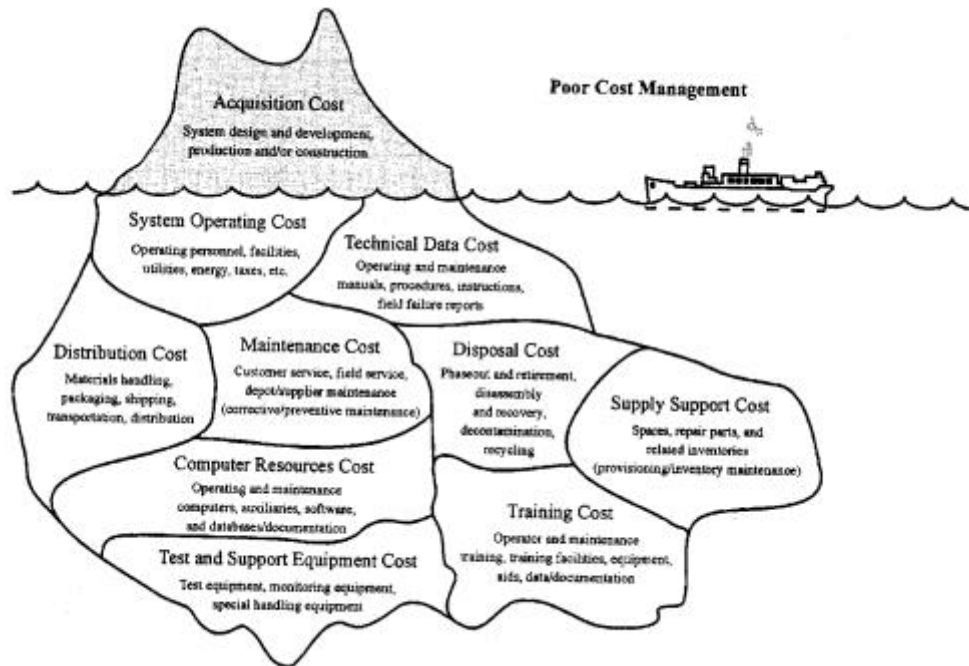 Poor Cost Management
Acquisition Cost
System design and development,
production and/or construction
System Operating Cost
Operating personnel, facilities,
utilities, energy, taxes, etc.
Technical Data Cost
Operating and maintenance
manuals, procedures, instructions,
field failure reports
Distribution Cost
Materials handling,
packaging, shipping,
transportation, distribution
Maintenance Cost
Customer service, field service,
depot/supplier maintenance
(corrective/preventive maintenance)
Disposal Cost
Phaseout and retirement,
disassembly
and recovery,
decontamination,
recycling
Supply Support Cost
Spaces, repair parts, and
related inventories
(provisioning/inventory maintenance)
Computer Resources Cost
Operating and maintenance
computers, auxiliaries, software,
and databases/documentation
Training Cost
Operator and maintenance
training, training facilities, equipment,
aids, data/documentation
Test and Support Equipment Cost
Test equipment, monitoring equipment,
special handling equipment